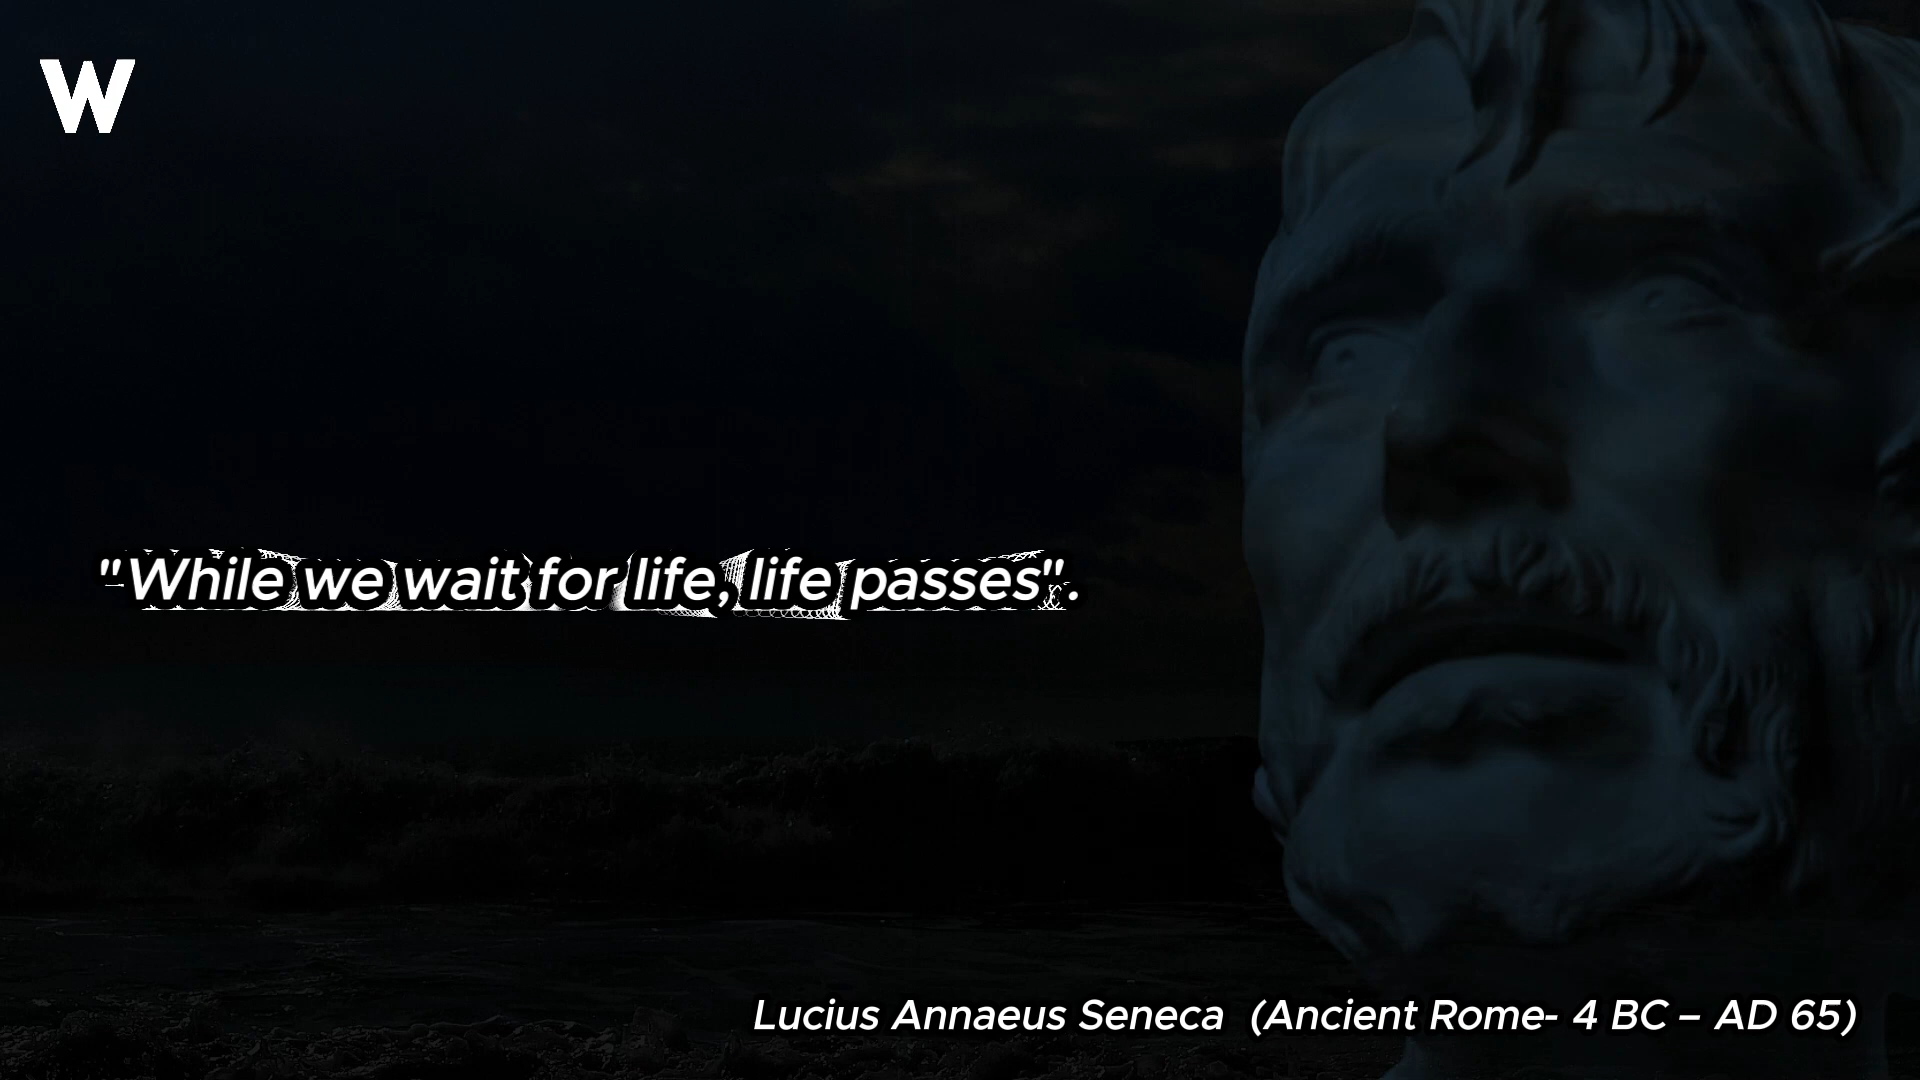 W
"While we wait for life, life passes".
Lucius Annaeus Seneca (Ancient Rome- 4 BC – AD 65)